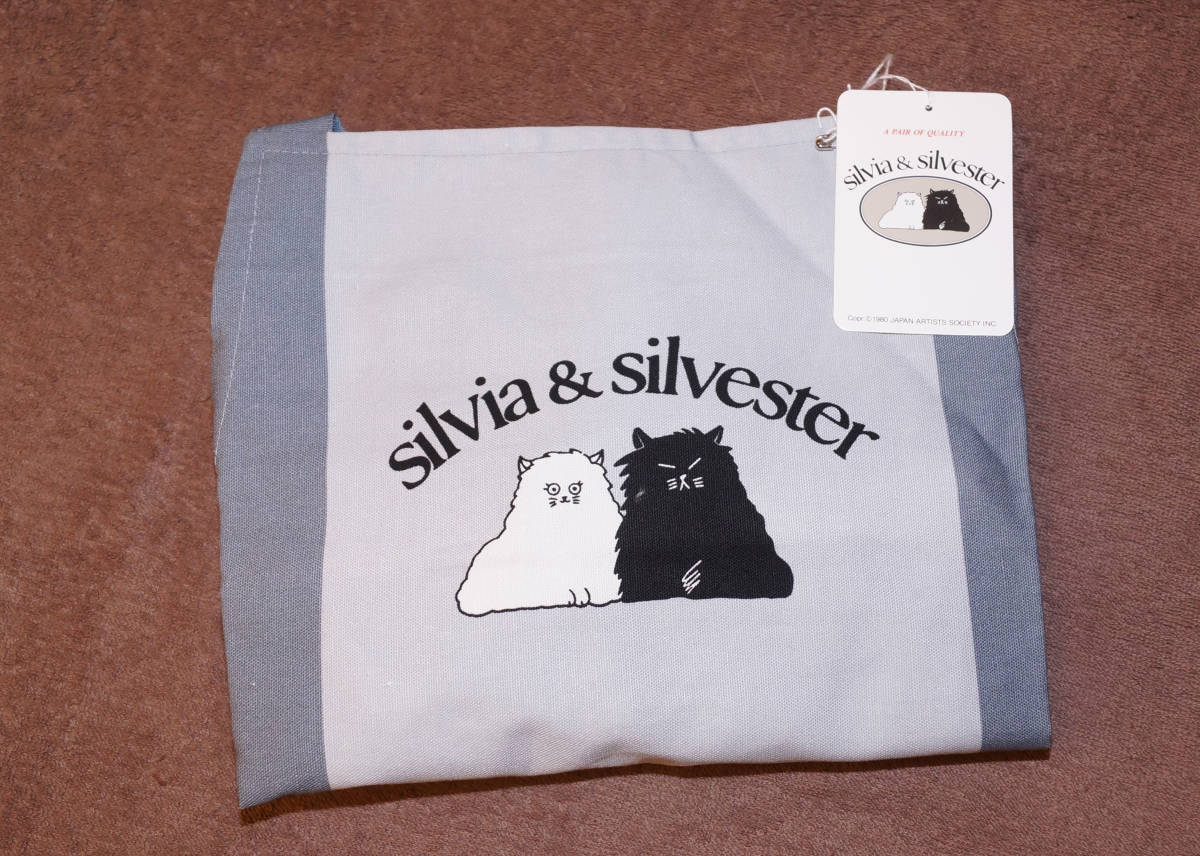 A PAIR OF QUALITY
silvia & silvester
Copr.©1980 JAPAN ARTISTS SOCIETY INC.
silvia & silvester